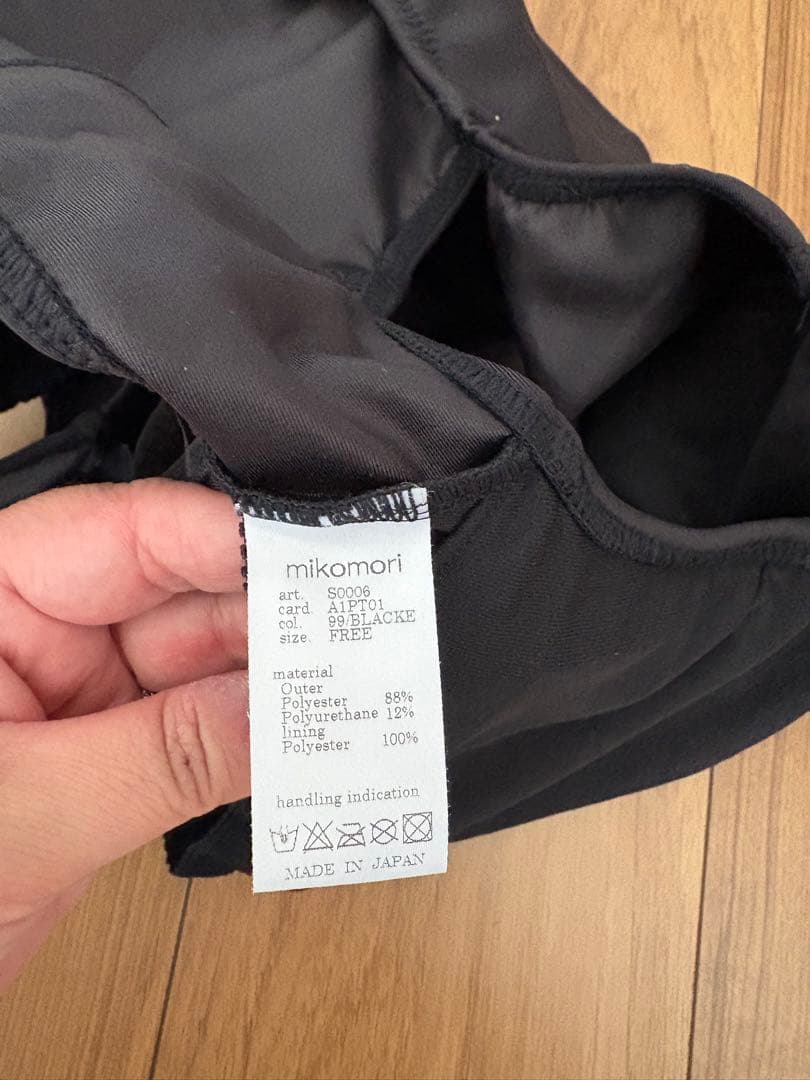 mikomori
art. S0006
card. A1PT01
col. 99/BLACKE
size. FREE
material
Outer
Polyester 88%
Polyurethane 12%
lining
Polyester 100%
handling indication
MADE IN JAPAN